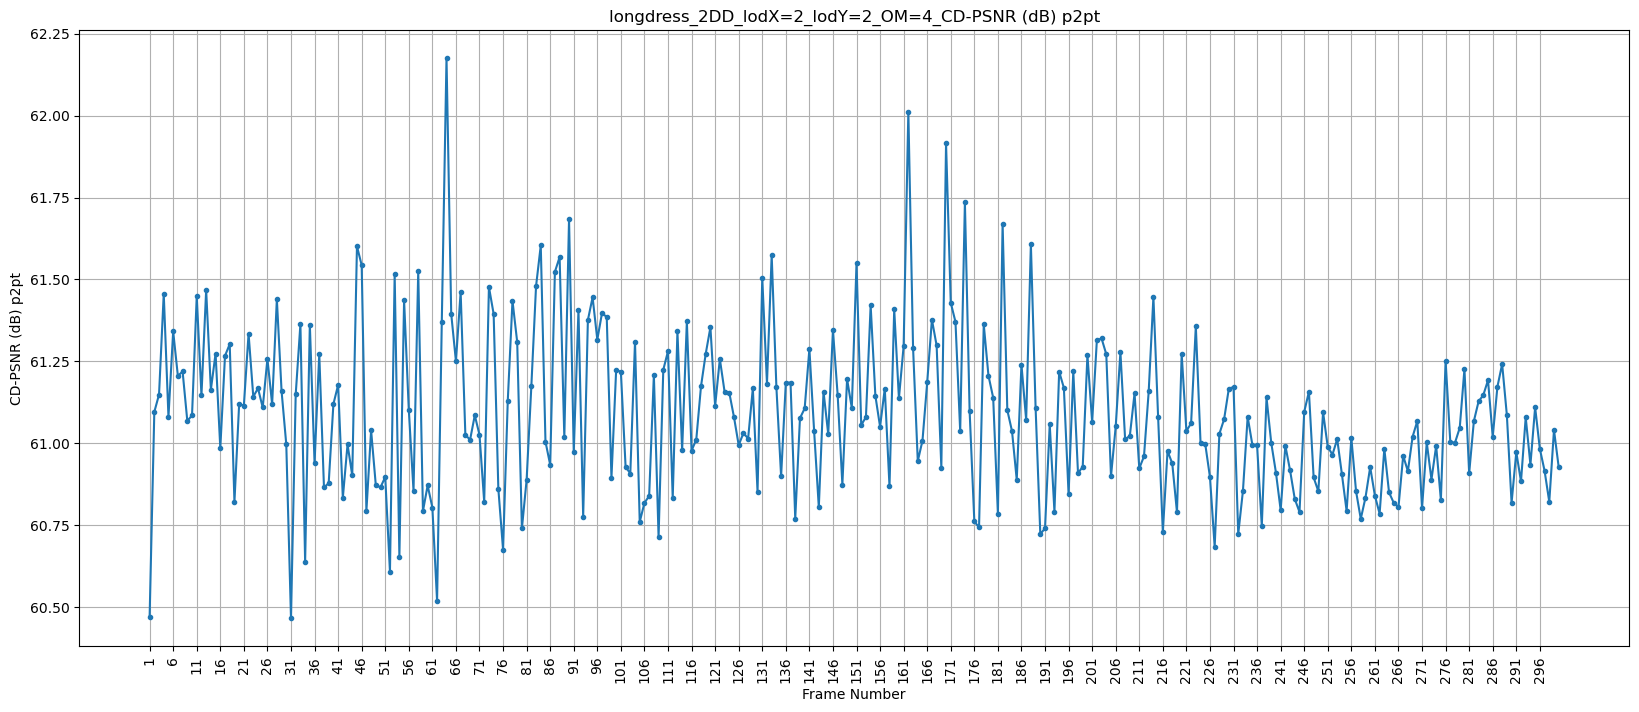 longdress_2DD_lodX=2_lodY=2_OM=4_CD-PSNR (dB) p2pt
CD-PSNR (dB) p2pt
62.25
62.00
61.75
61.50
61.25
61.00
60.75
60.50
1 6 11 16 21 26 31 36 41 46 51 56 61 66 71 76 81 86 91 96 101 106 111 116 121 126 131 136 141 146 151 156 161 166 171 176 181 186 191 196 201 206 211 216 221 226 231 236 241 246 251 256 261 266 271 276 281 286 291 296
Frame Number